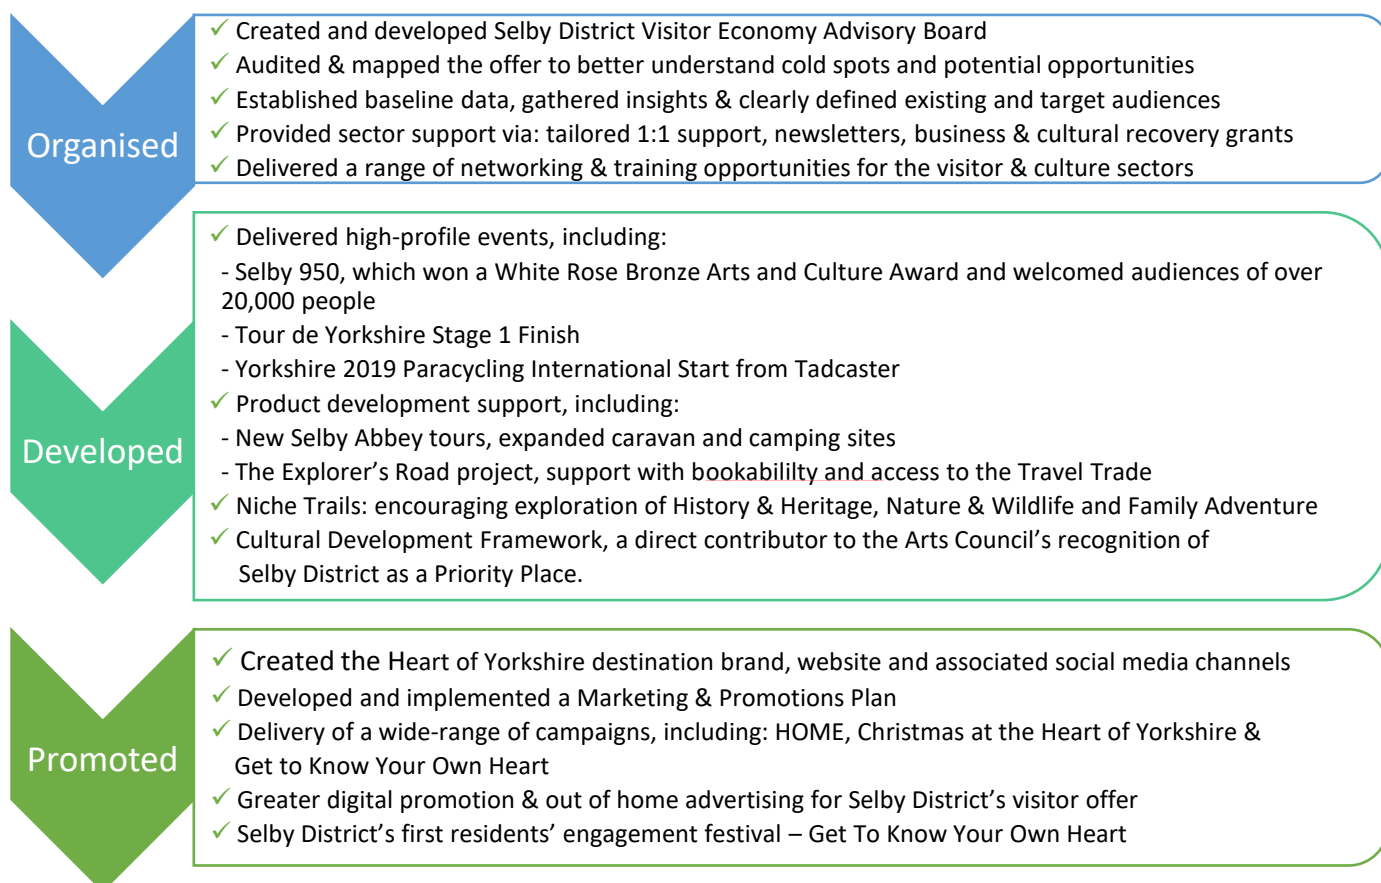 Organised
✓ Created and developed Selby District Visitor Economy Advisory Board
✓ Audited & mapped the offer to better understand cold spots and potential opportunities
✓ Established baseline data, gathered insights & clearly defined existing and target audiences
✓ Provided sector support via: tailored 1:1 support, newsletters, business & cultural recovery grants
✓ Delivered a range of networking & training opportunities for the visitor & culture sectors
Developed
✓ Delivered high-profile events, including:
- Selby 950, which won a White Rose Bronze Arts and Culture Award and welcomed audiences of over
20,000 people
- Tour de Yorkshire Stage 1 Finish
- Yorkshire 2019 Paracycling International Start from Tadcaster
✓ Product development support, including:
- New Selby Abbey tours, expanded caravan and camping sites
- The Explorer’s Road project, support with bookabililty and access to the Travel Trade
✓ Niche Trails: encouraging exploration of History & Heritage, Nature & Wildlife and Family Adventure
✓ Cultural Development Framework, a direct contributor to the Arts Council’s recognition of
Selby District as a Priority Place.
Promoted
✓ Created the Heart of Yorkshire destination brand, website and associated social media channels
✓ Developed and implemented a Marketing & Promotions Plan
✓ Delivery of a wide-range of campaigns, including: HOME, Christmas at the Heart of Yorkshire &
Get to Know Your Own Heart
✓ Greater digital promotion & out of home advertising for Selby District’s visitor offer
✓ Selby District’s first residents’ engagement festival – Get To Know Your Own Heart